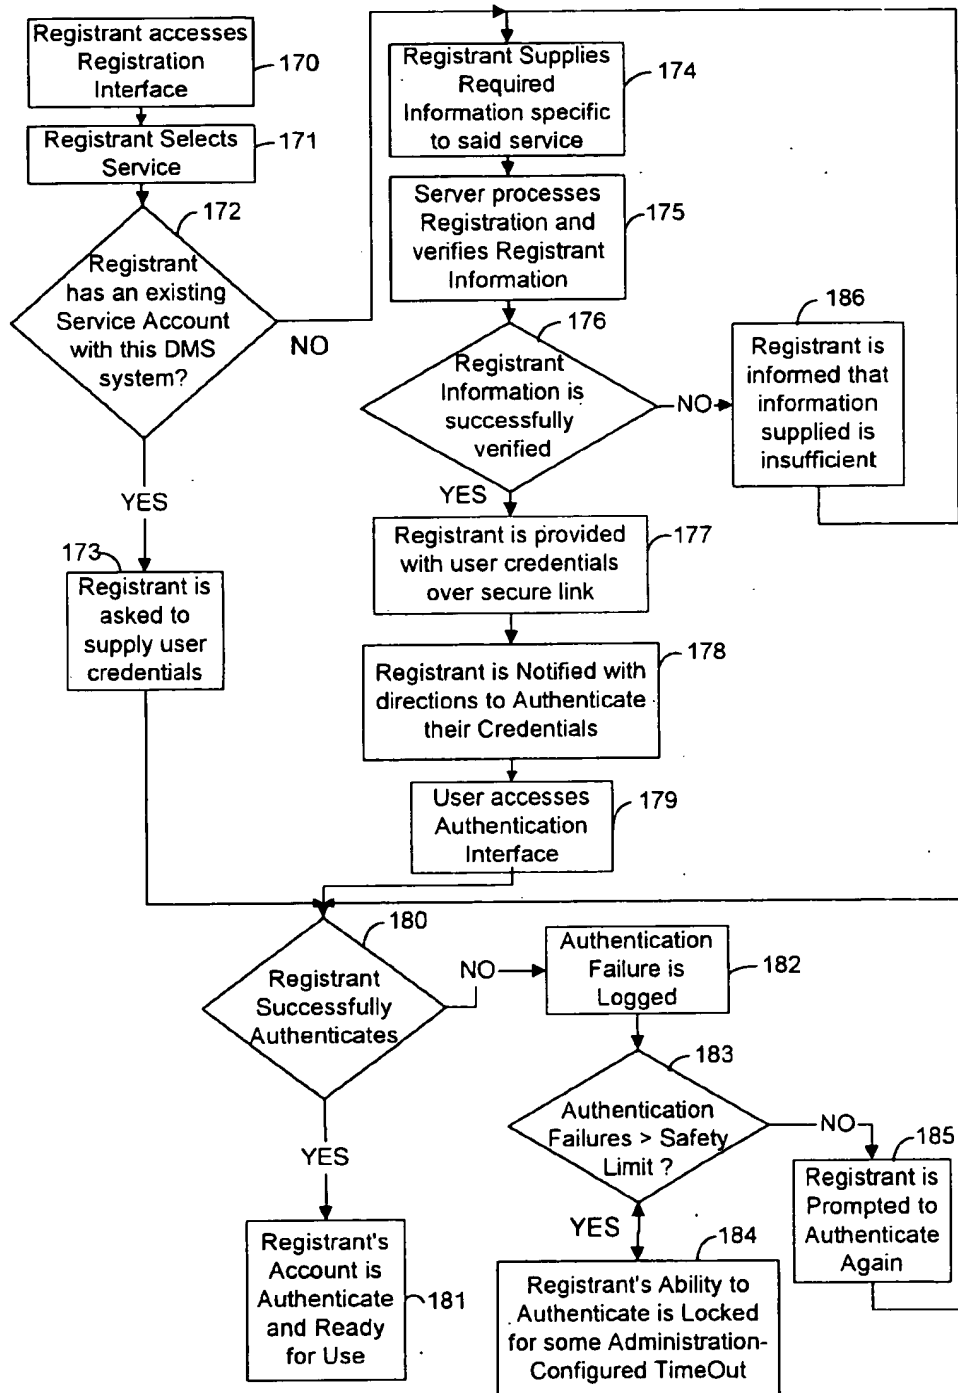 Registrant accesses
Registration
Interface
170
Registrant Selects
Service
171
172
Registrant
has an existing
Service Account
with this DMS
system?
NO
YES
173
Registrant is
asked to
supply user
credentials
Registrant Supplies
Required
Information specific
to said service
174
Server processes
Registration and
verifies Registrant
Information
175
176
Registrant
Information is
successfully
verified
NO
186
Registrant is
informed that
information
supplied is
insufficient
YES
Registrant is provided
with user credentials
over secure link
177
Registrant is Notified with
directions to Authenticate
their Credentials
178
User accesses
Authentication
Interface
179
180
Registrant
Successfully
Authenticates
NO
Authentication
Failure is
Logged
182
183
Authentication
Failures > Safety
Limit ?
NO
185
Registrant is
Prompted to
Authenticate
Again
YES
YES
184
Registrant's
Account is
Authenticate
and Ready
for Use
181
Registrant's Ability to
Authenticate is Locked
for some Administration-
Configured TimeOut